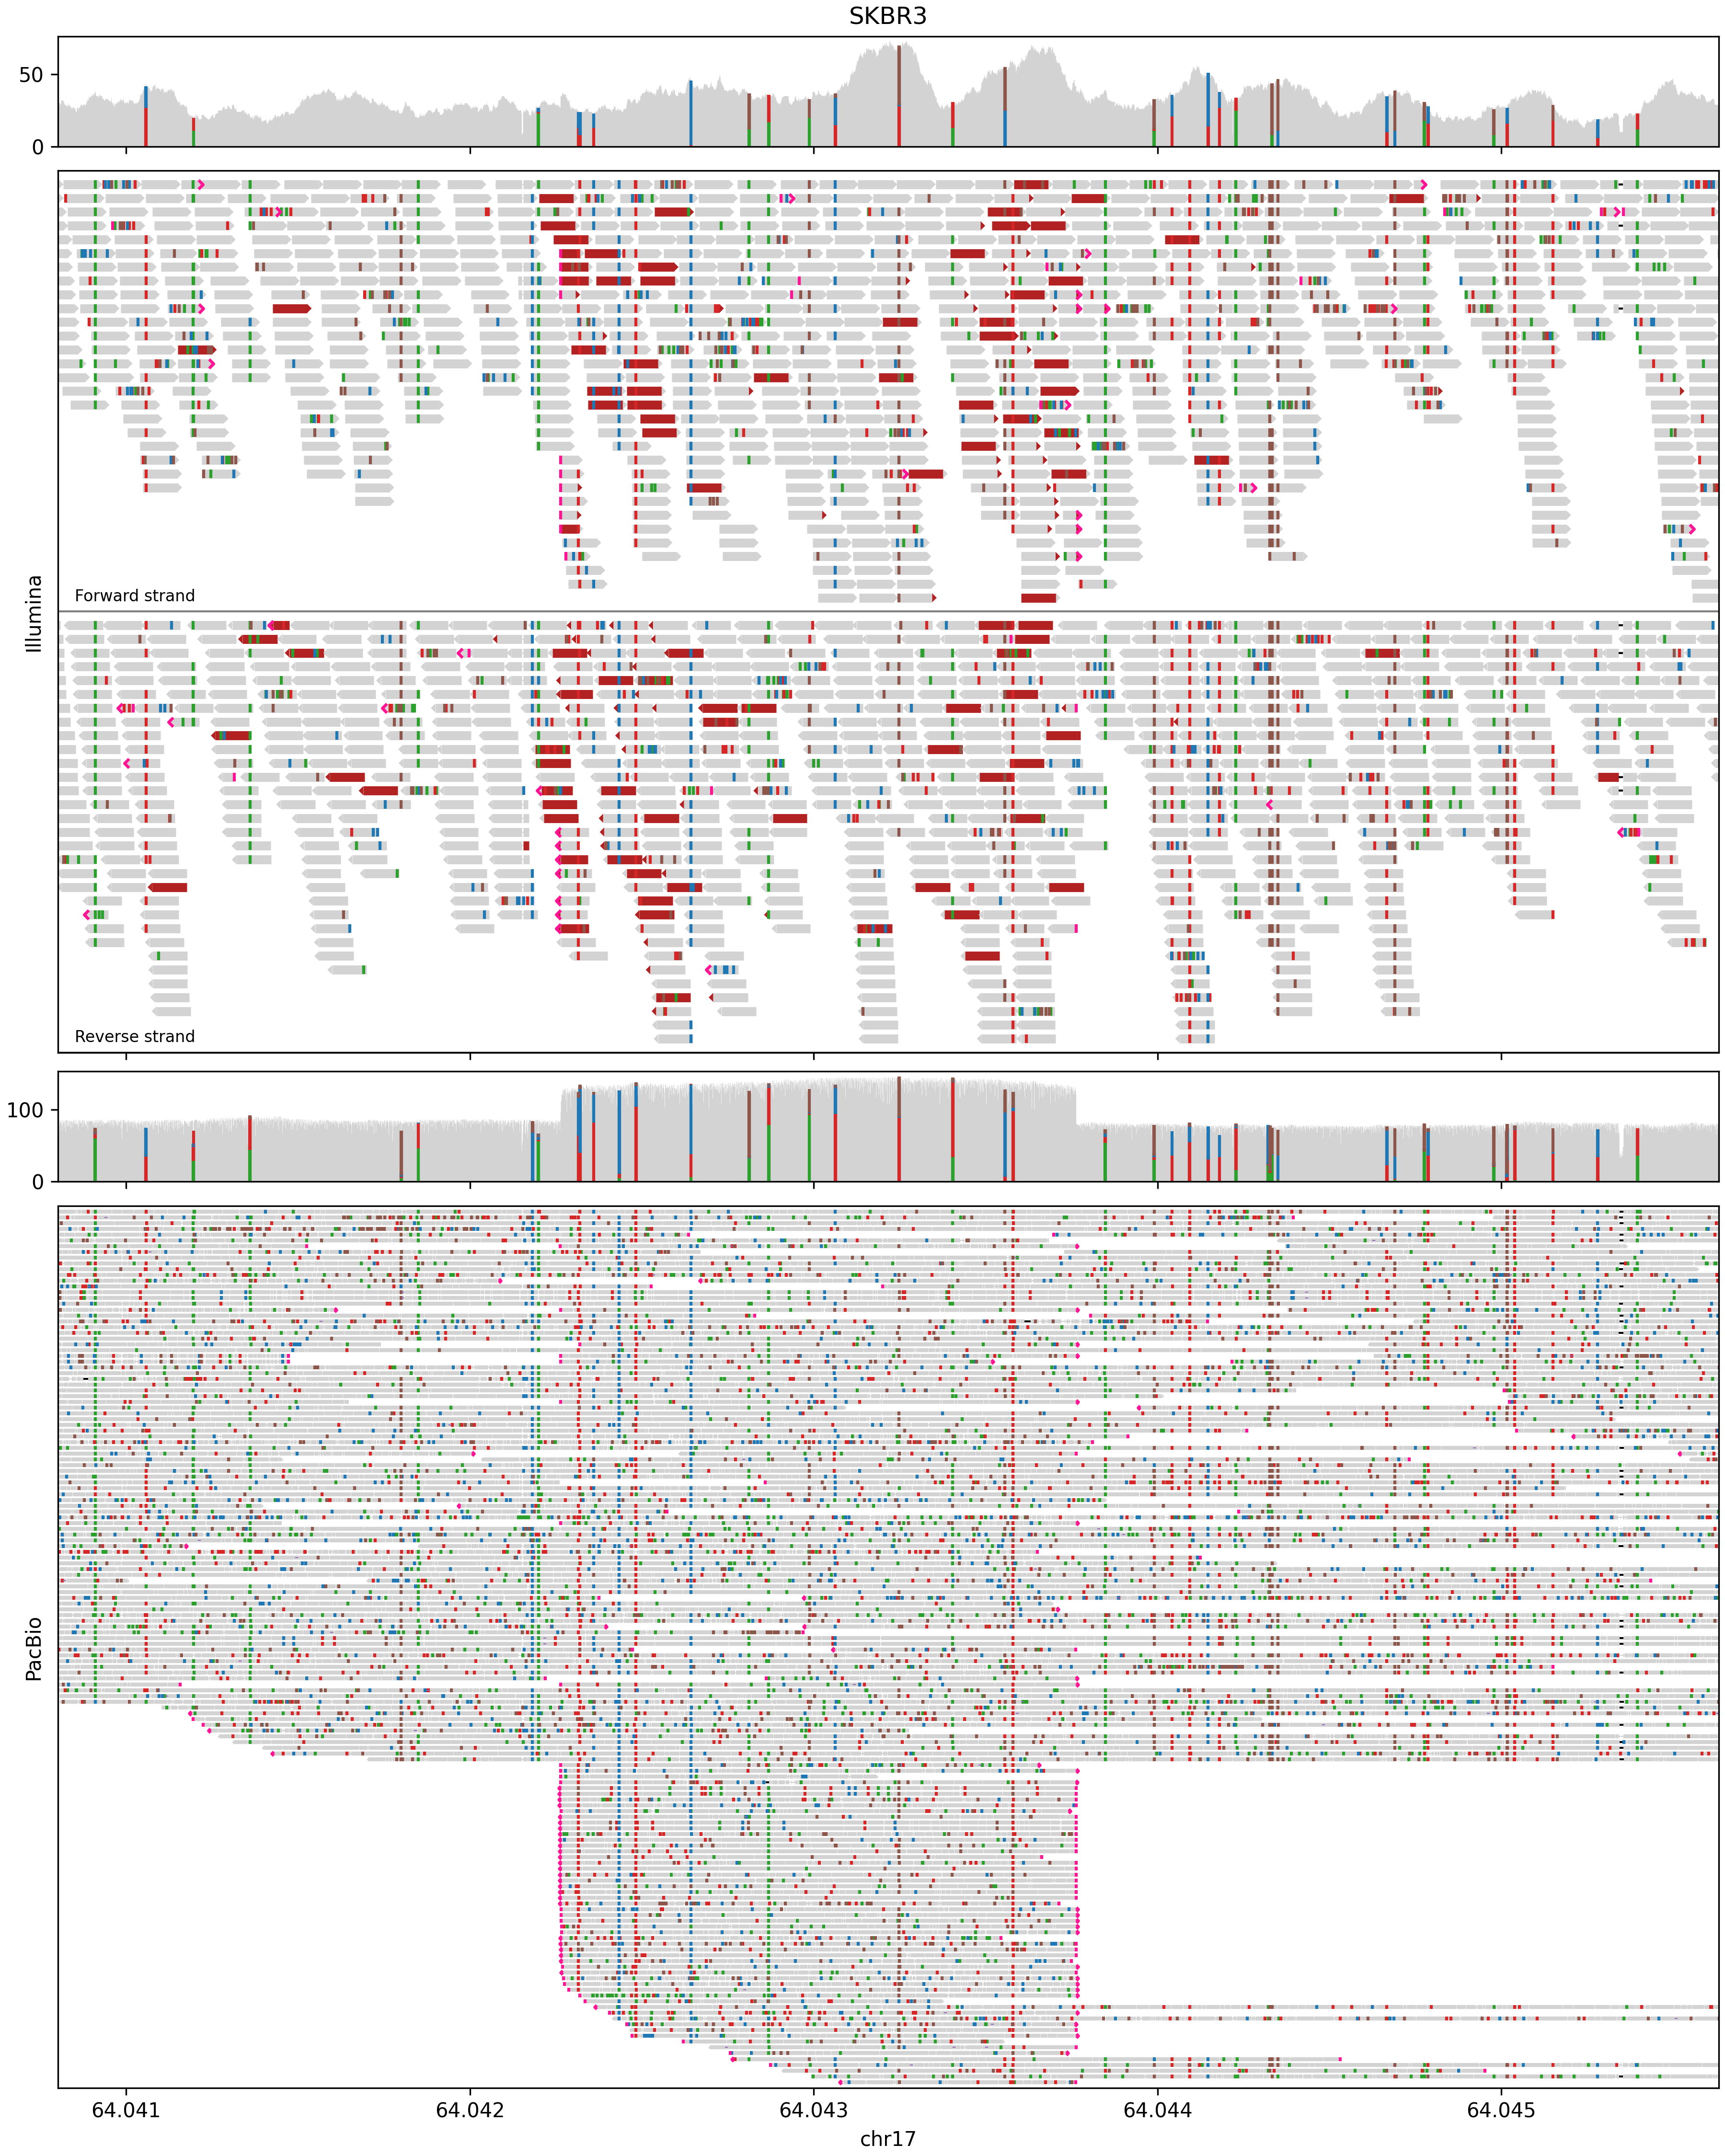 SKBR3
50
0
Illumina
Forward strand
Reverse strand
100
0
PacBio
64.041
64.042
64.043
64.044
64.045
chr17